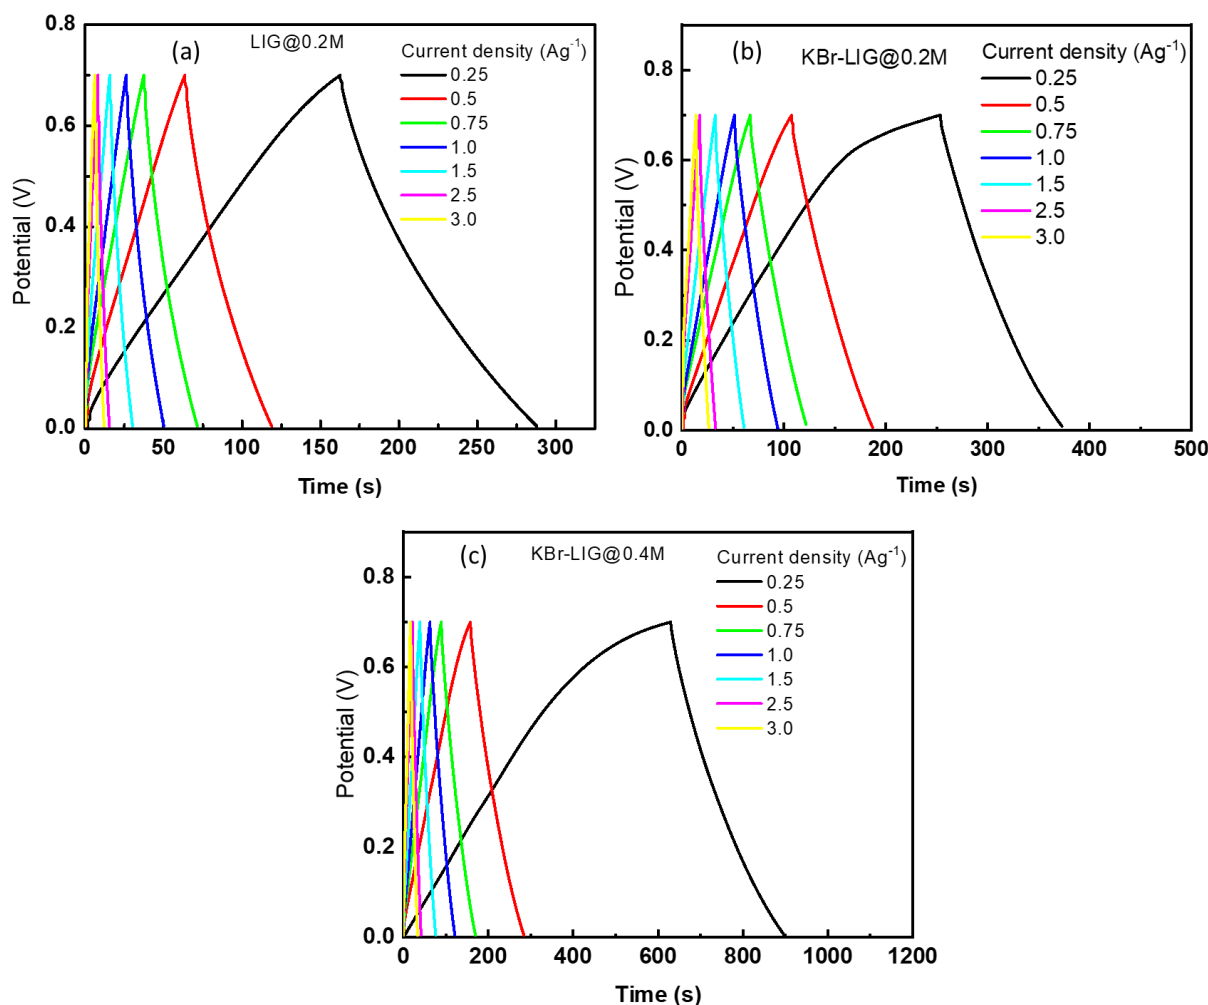 (a)
LIG@0.2M
Current density (Ag⁻¹)
0.25
0.5
0.75
1.0
1.5
2.5
3.0
0.8
0.6
0.4
0.2
0.0
Potential (V)
0 25 50 75 100 125 150 175 200 225 250 275 300
Time (s)
(b)
KBr-LIG@0.2M
Current density (Ag⁻¹)
0.25
0.5
0.75
1.0
1.5
2.5
3.0
0.8
0.6
0.4
0.2
0.0
Potential (V)
0 100 200 300 400 500
Time (s)
(c)
KBr-LIG@0.4M
Current density (Ag⁻¹)
0.25
0.5
0.75
1.0
1.5
2.5
3.0
0.8
0.6
0.4
0.2
0.0
Potential (V)
0 200 400 600 800 1000 1200
Time (s)